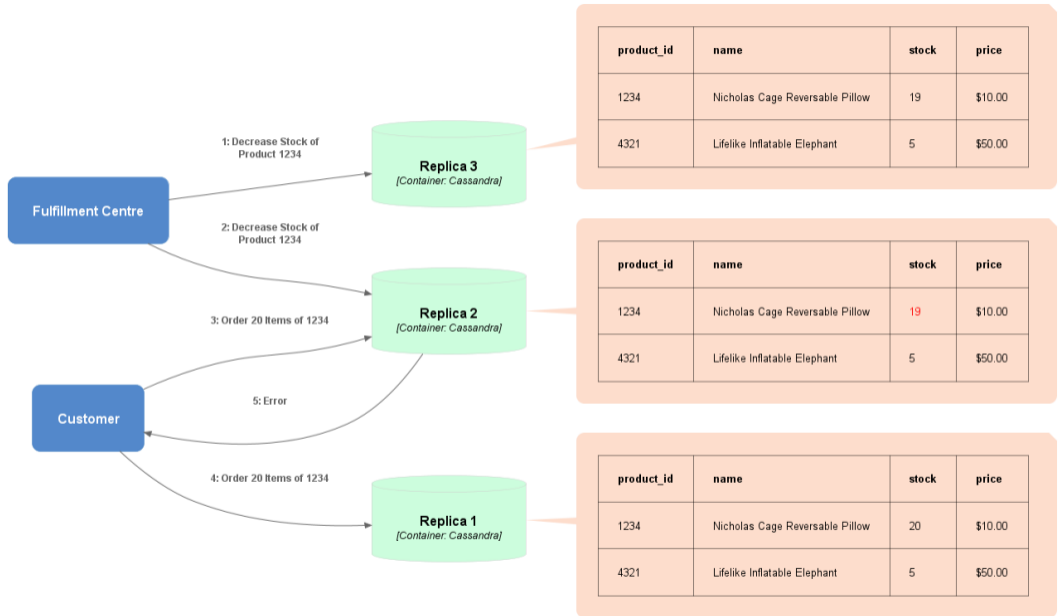 product_id name stock price
1234 Nicholas Cage Reversable Pillow 19 $10.00
4321 Lifelike Inflatable Elephant 5 $50.00
1: Decrease Stock of
Product 1234
Replica 3
[Container: Cassandra]
Fulfillment Centre
2: Decrease Stock of
Product 1234
product_id name stock price
1234 Nicholas Cage Reversable Pillow 19 $10.00
4321 Lifelike Inflatable Elephant 5 $50.00
3: Order 20 Items of 1234
Replica 2
[Container: Cassandra]
5: Error
Customer
4: Order 20 Items of 1234
Replica 1
[Container: Cassandra]
product_id name stock price
1234 Nicholas Cage Reversable Pillow 20 $10.00
4321 Lifelike Inflatable Elephant 5 $50.00